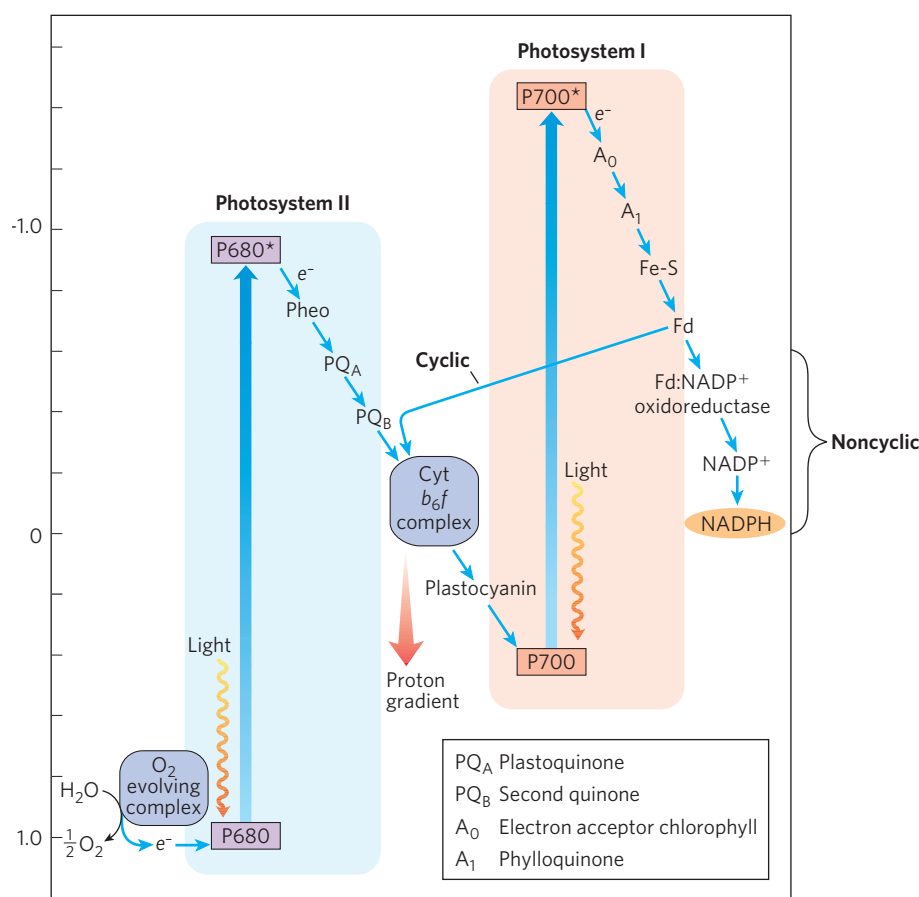 Photosystem I
P700*
e⁻
A₀
A₁
Fe-S
Fd
Fd:NADP⁺
oxidoreductase
NADP⁺
NADPH
Noncyclic
Photosystem II
P680*
e⁻
Pheo
PQ_A
PQ_B
Cyclic
Cyt
b₆f
complex
Plastocyanin
Proton
gradient
Light
P700
Light
O₂
evolving
complex
H₂O
½O₂
e⁻
P680
-1.0
0
1.0
PQ_A Plastoquinone
PQ_B Second quinone
A₀ Electron acceptor chlorophyll
A₁ Phylloquinone